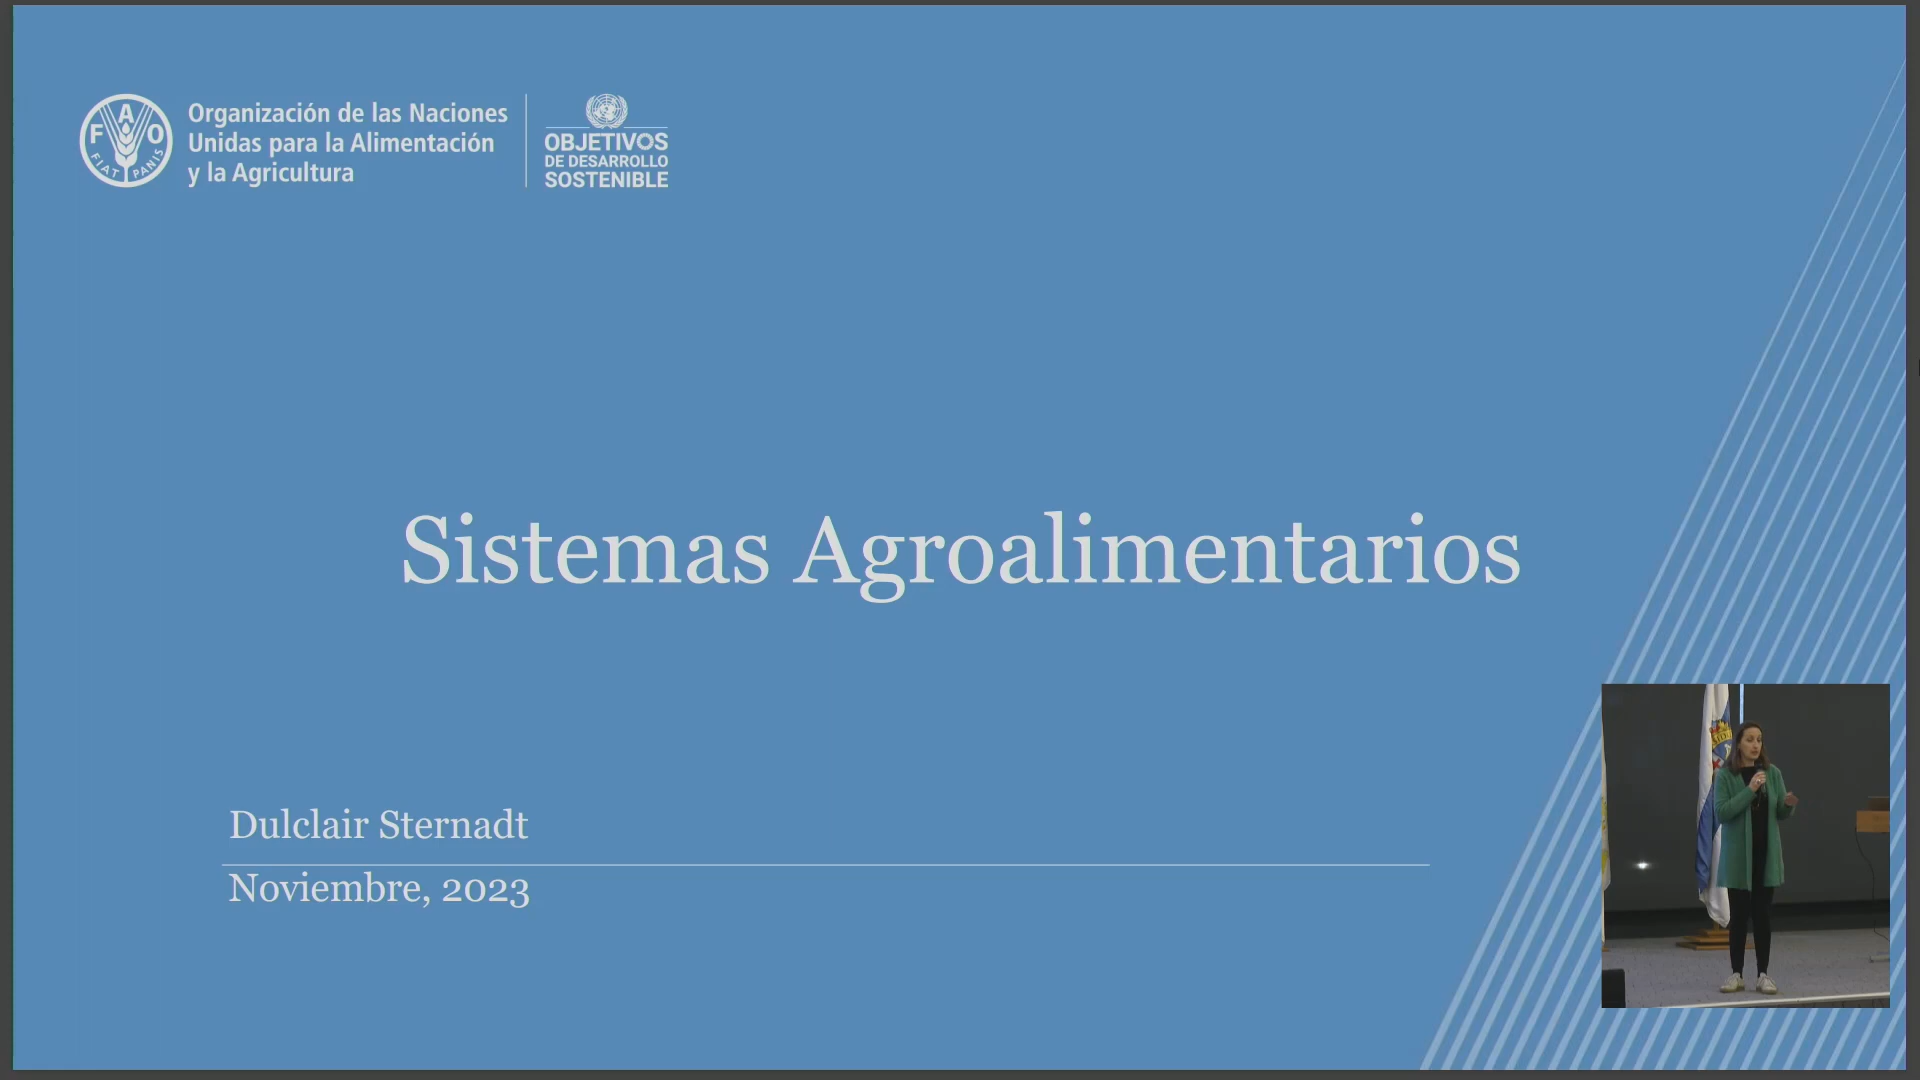 FAO
FIAT PANIS
Organización de las Naciones
Unidas para la Alimentación
y la Agricultura
OBJETIVOS
DE DESARROLLO
SOSTENIBLE
Sistemas Agroalimentarios
Dulclair Sternadt
Noviembre, 2023